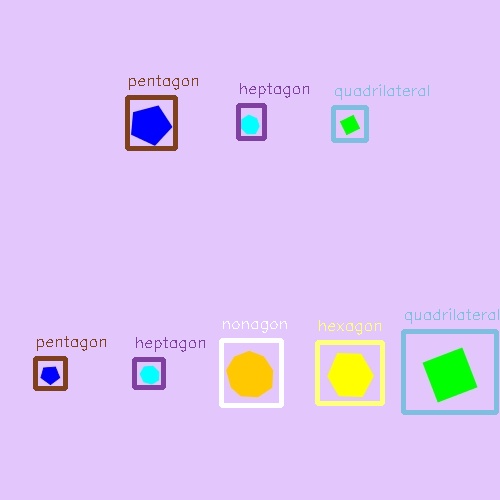 pentagon
heptagon
quadrilateral
pentagon
heptagon
nonagon
hexagon
quadrilateral